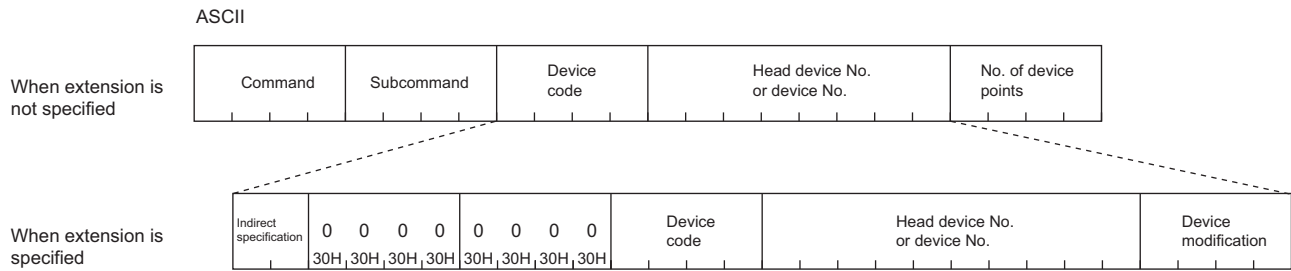 ASCII
When extension is
not specified
Command
Subcommand
Device
code
Head device No.
or device No.
No. of device
points
When extension is
specified
Indirect
specification
0 0 0 0 0 0 0 0
30H 30H 30H 30H 30H 30H 30H 30H
Device
code
Head device No.
or device No.
Device
modification